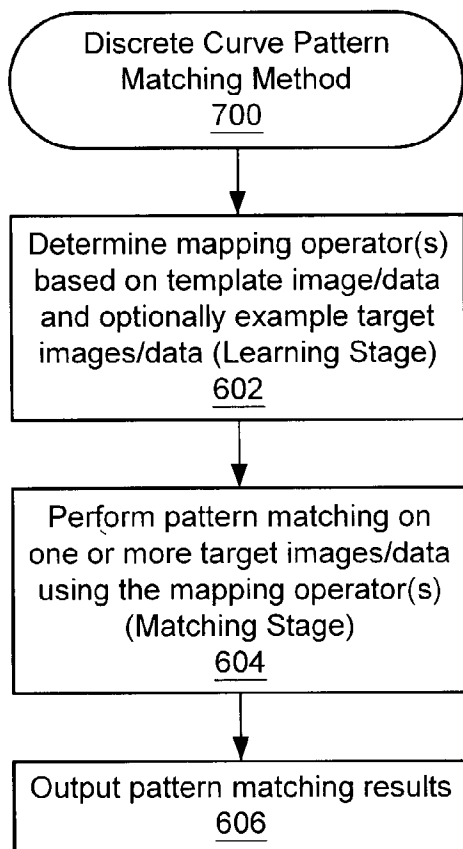 Discrete Curve Pattern
Matching Method
700
Determine mapping operator(s)
based on template image/data
and optionally example target
images/data (Learning Stage)
602
Perform pattern matching on
one or more target images/data
using the mapping operator(s)
(Matching Stage)
604
Output pattern matching results
606